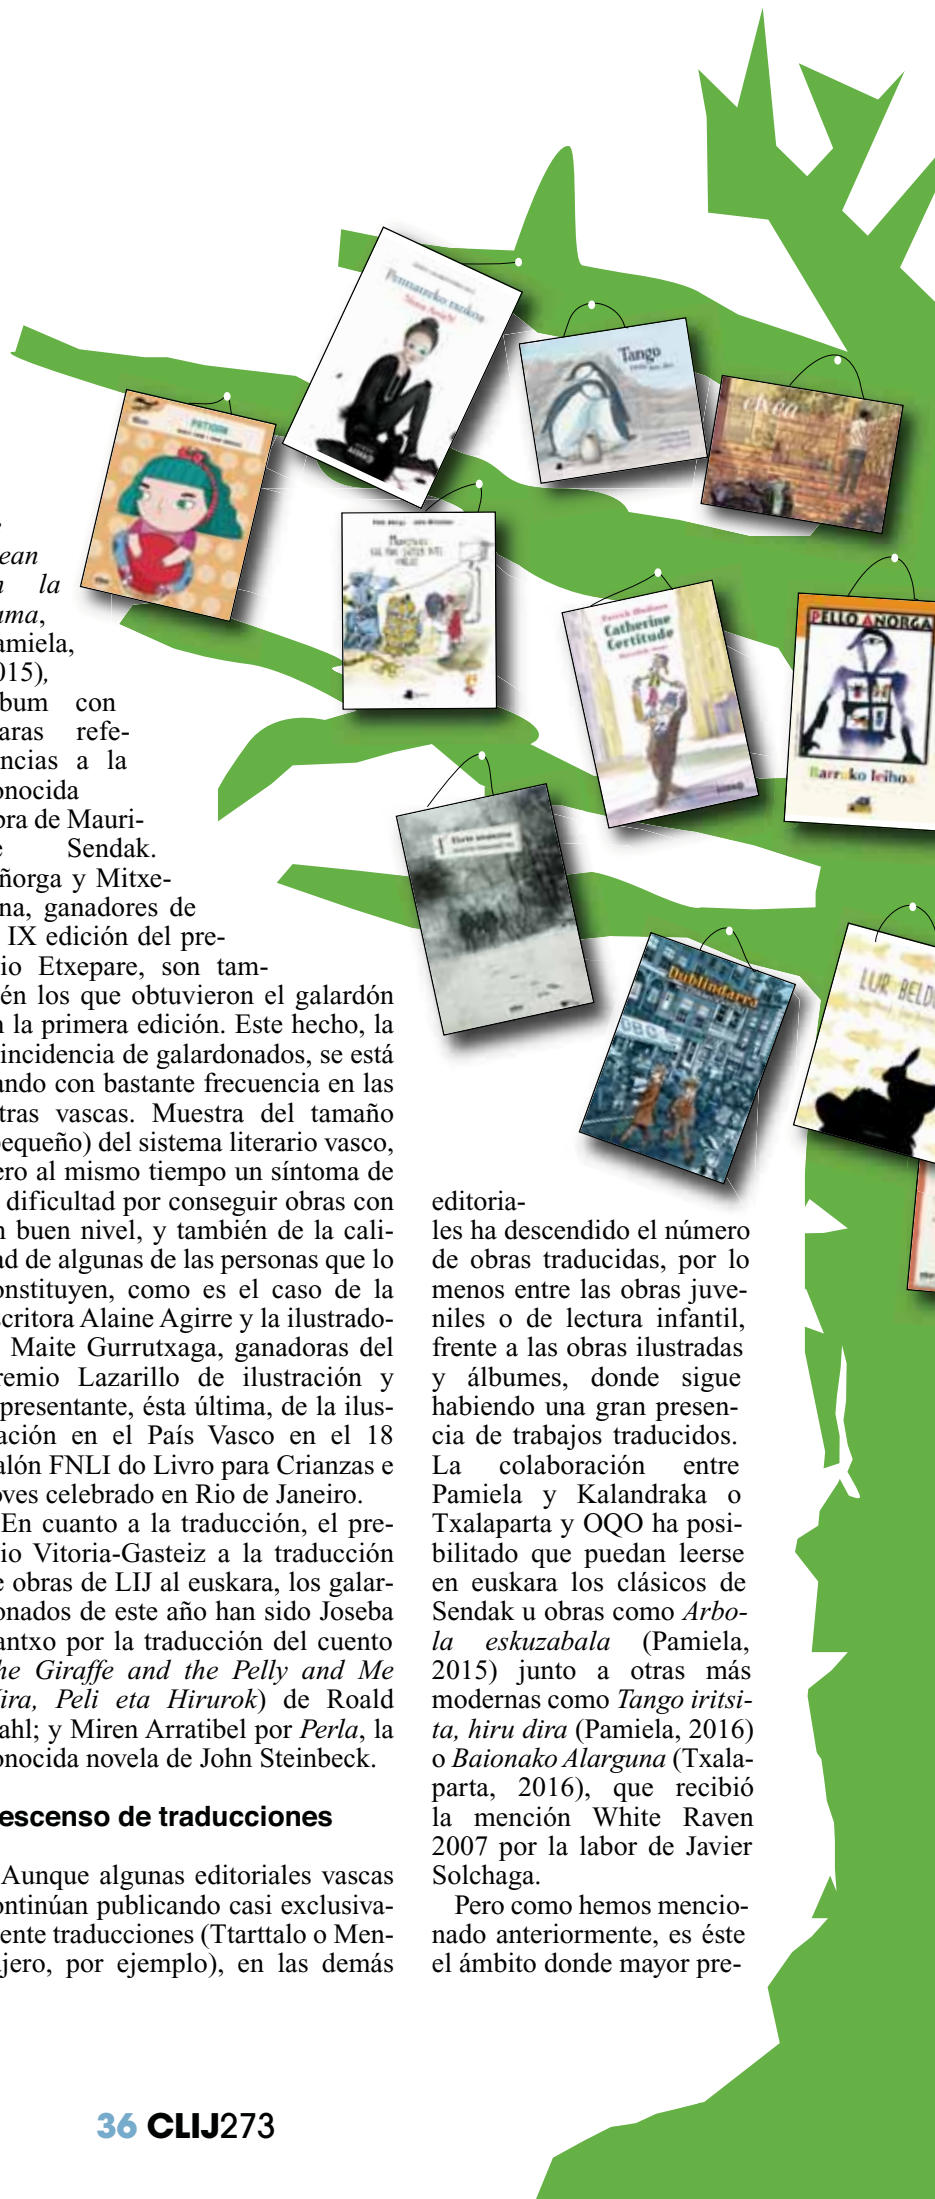 Tango
etxea
Patrick Modiano
Catherine
Certitude
PELLO AÑORGA
Barruko leihoa
Dublindarra
LUR BELDU
ean
n la
ama,
amiela,
015),
bum con
aras refe-
ncias a la
onocida
bra de Mauri-
e Sendak.
ñorga y Mitxe-
na, ganadores de
IX edición del pre-
io Etxepare, son tam-
én los que obtuvieron el galardón
n la primera edición. Este hecho, la
incidencia de galardonados, se está
ando con bastante frecuencia en las
tras vascas. Muestra del tamaño
pequeño) del sistema literario vasco,
ero al mismo tiempo un síntoma de
dificultad por conseguir obras con
n buen nivel, y también de la cali-
ad de algunas de las personas que lo
onstituyen, como es el caso de la
scritora Alaine Agirre y la ilustrado-
Maite Gurrutxaga, ganadoras del
remio Lazarillo de ilustración y
presentante, ésta última, de la ilus-
ación en el País Vasco en el 18
alón FNLI do Livro para Crianzas e
oves celebrado en Rio de Janeiro.
En cuanto a la traducción, el pre-
io Vitoria-Gasteiz a la traducción
e obras de LIJ al euskara, los galar-
onados de este año han sido Joseba
antxo por la traducción del cuento
he Giraffe and the Pelly and Me
ira, Peli eta Hirurok) de Roald
ahl; y Miren Arratibel por Perla, la
onocida novela de John Steinbeck.
escenso de traducciones
Aunque algunas editoriales vascas
ontinúan publicando casi exclusiva-
ente traducciones (Ttarttalo o Men-
ajero, por ejemplo), en las demás
editoria-
les ha descendido el número
de obras traducidas, por lo
menos entre las obras juve-
niles o de lectura infantil,
frente a las obras ilustradas
y álbumes, donde sigue
habiendo una gran presen-
cia de trabajos traducidos.
La colaboración entre
Pamiela y Kalandraka o
Txalaparta y OQO ha posi-
bilitado que puedan leerse
en euskara los clásicos de
Sendak u obras como Arbo-
la eskuzabala (Pamiela,
2015) junto a otras más
modernas como Tango iritsi-
ta, hiru dira (Pamiela, 2016)
o Baionako Alarguna (Txala-
parta, 2016), que recibió
la mención White Raven
2007 por la labor de Javier
Solchaga.
Pero como hemos mencio-
nado anteriormente, es éste
el ámbito donde mayor pre-
36 CLIJ273